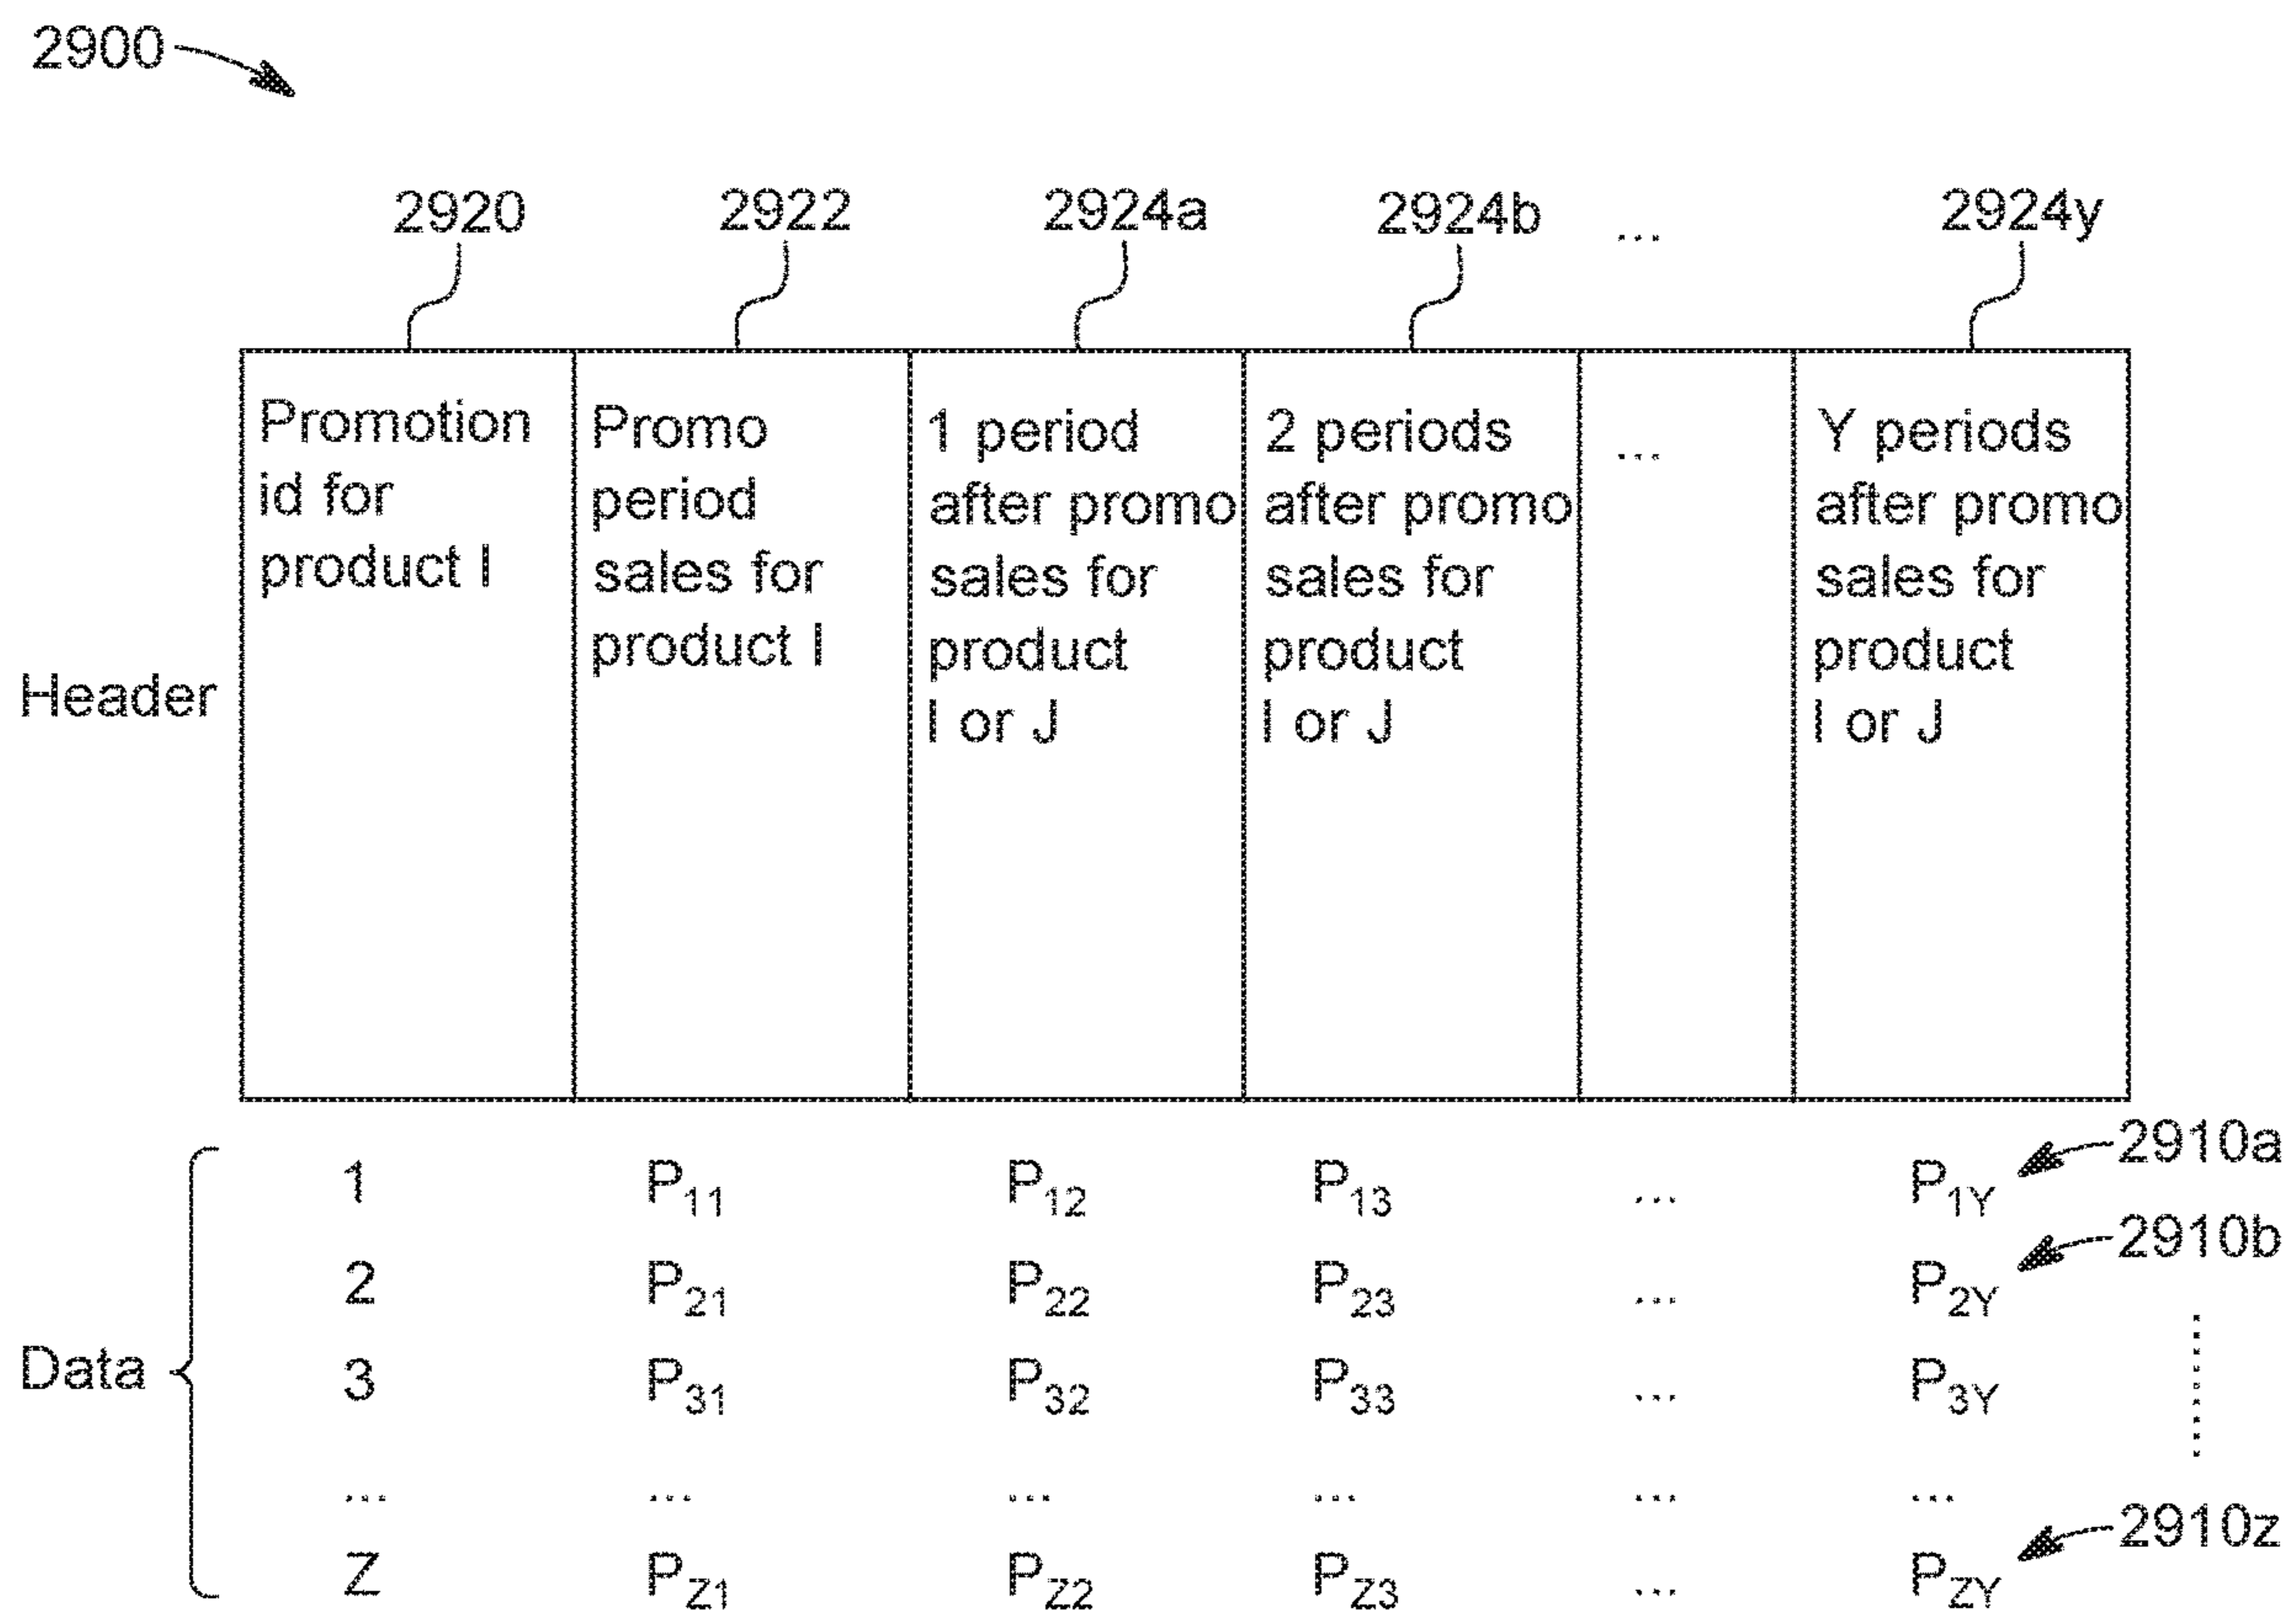 2900
2920 2922 2924a 2924b ... 2924y
Promotion id for product I
Promo period sales for product I
1 period after promo sales for product I or J
2 periods after promo sales for product I or J
...
Y periods after promo sales for product I or J
Header
1 P11 P12 P13 ... P1Y 2910a
2 P21 P22 P23 ... P2Y 2910b
Data
3 P31 P32 P33 ... P3Y
... ... ... ... ... ...
Z PZ1 PZ2 PZ3 ... PZY 2910z